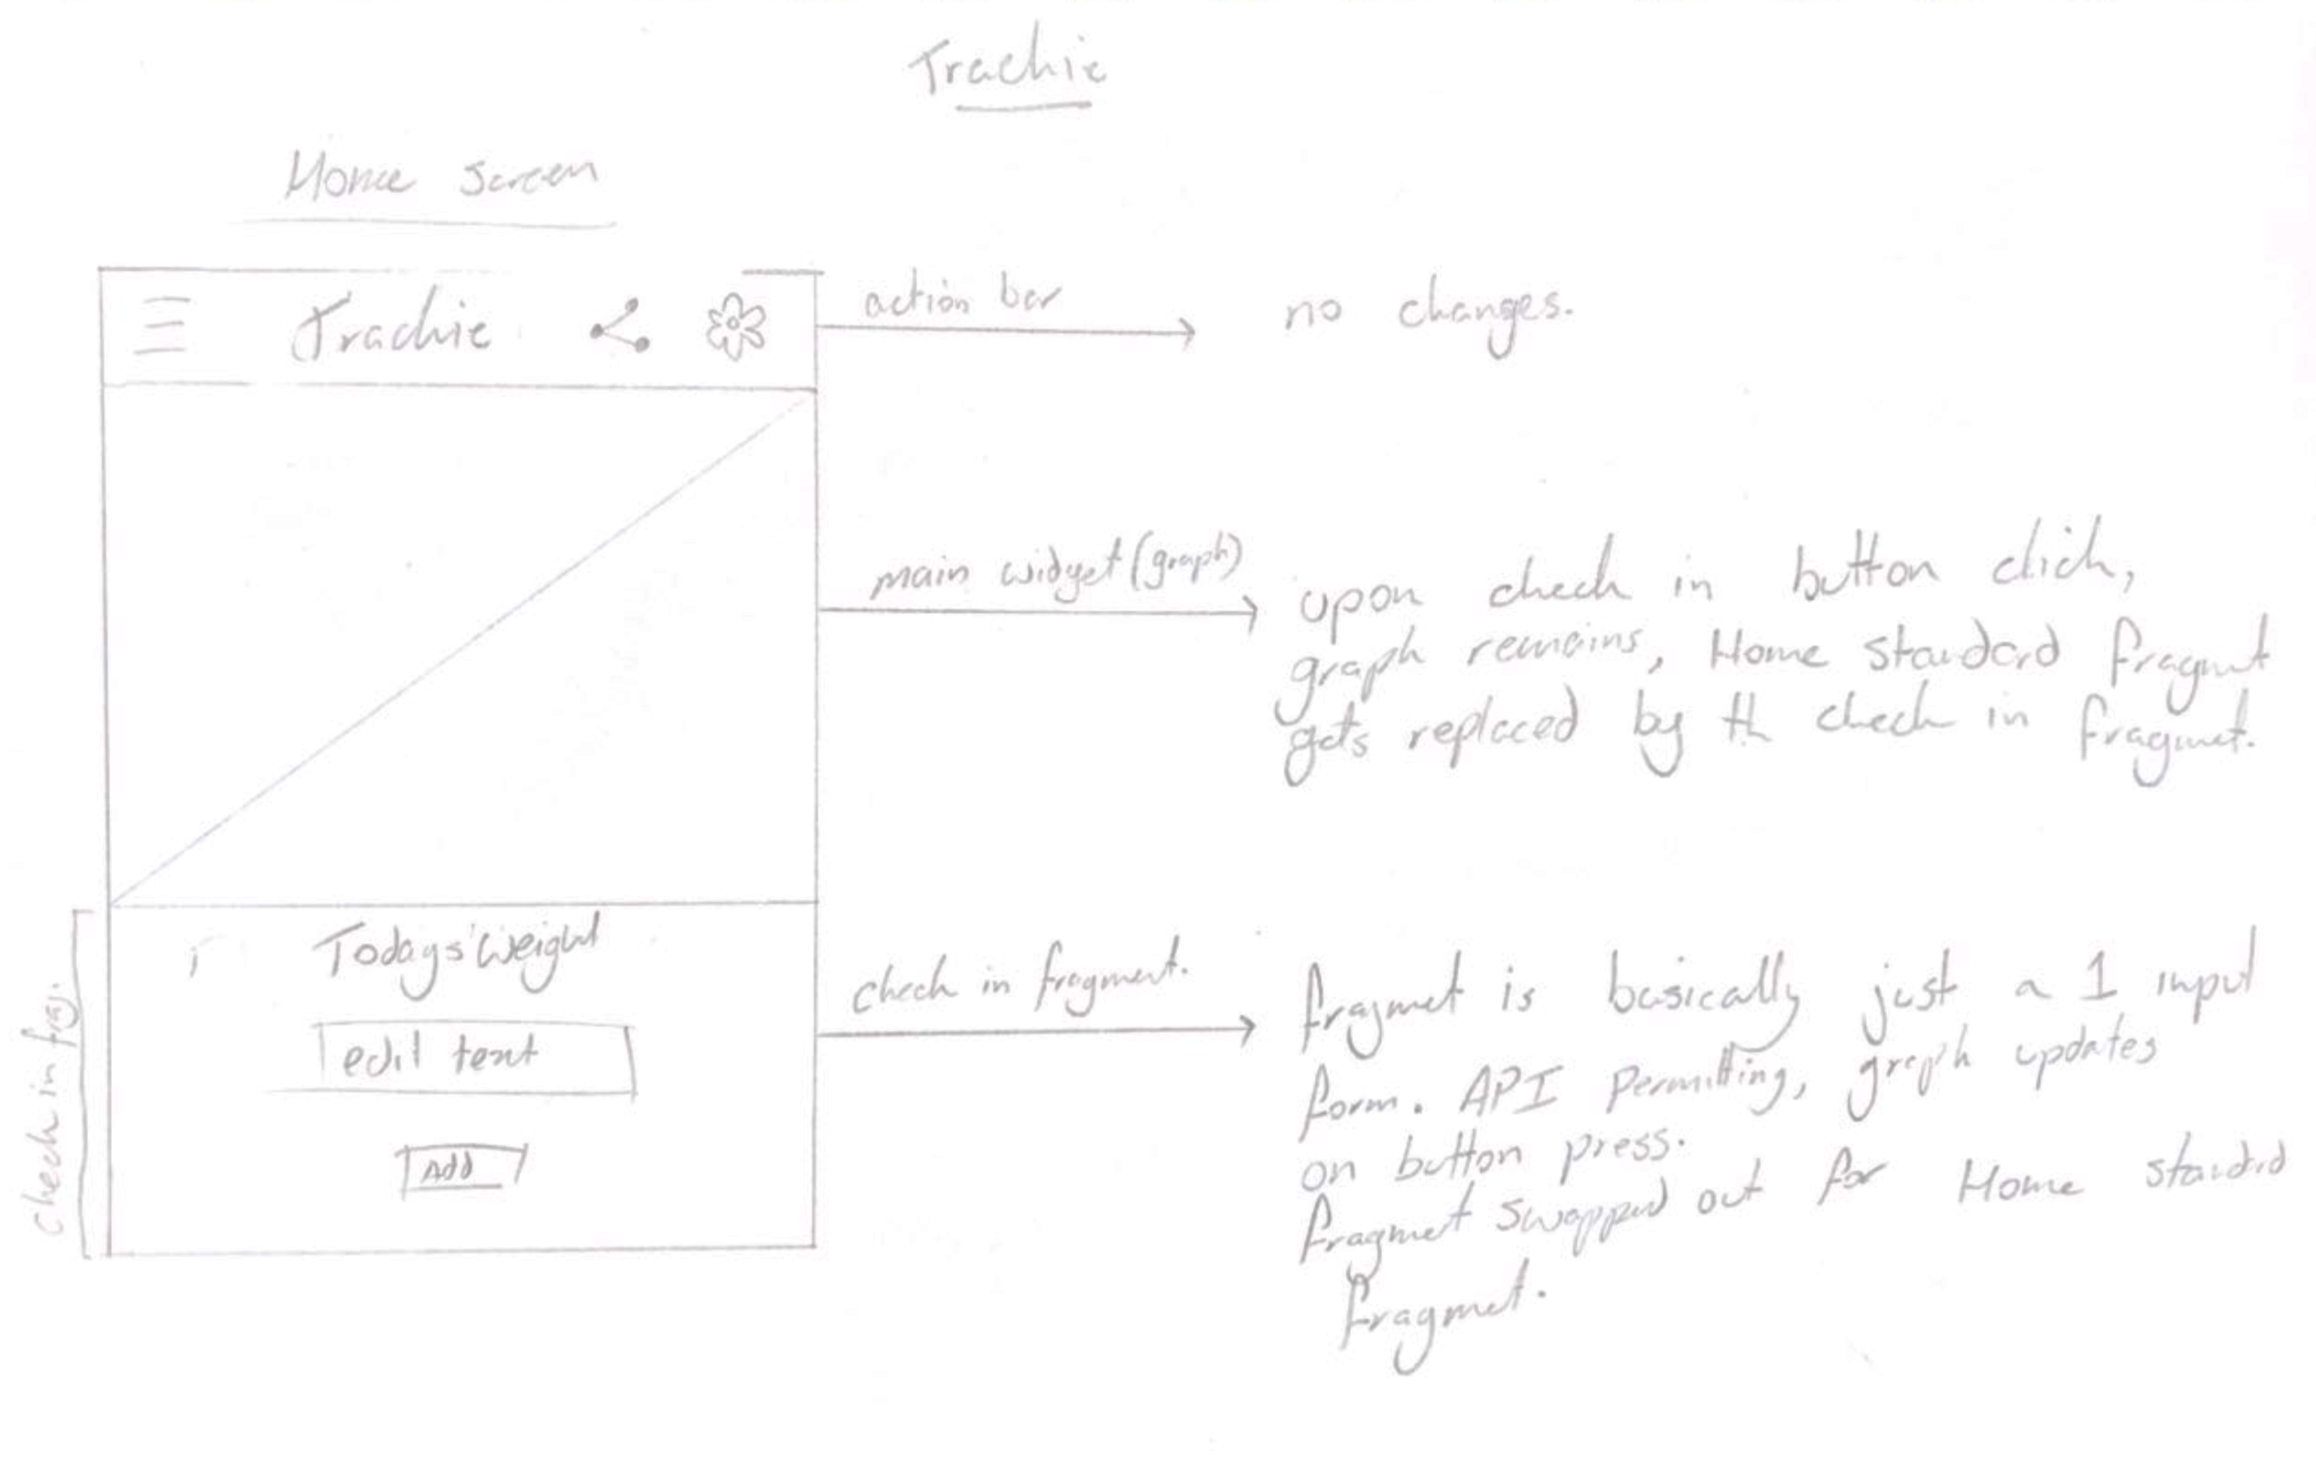 Trackie
Home Screen
Trackie
action bar
no changes.
main widget (graph)
upon check in button click,
graph remains, Home standard fragmt
gets replaced by th check in fragmet.
Check in frag.
Todays Weight
edit text
Add
check in fragment.
fragmet is basically just a 1 input
form. API permitting, graph updates
on button press.
fragmet swapped out for Home standrd
fragmet.